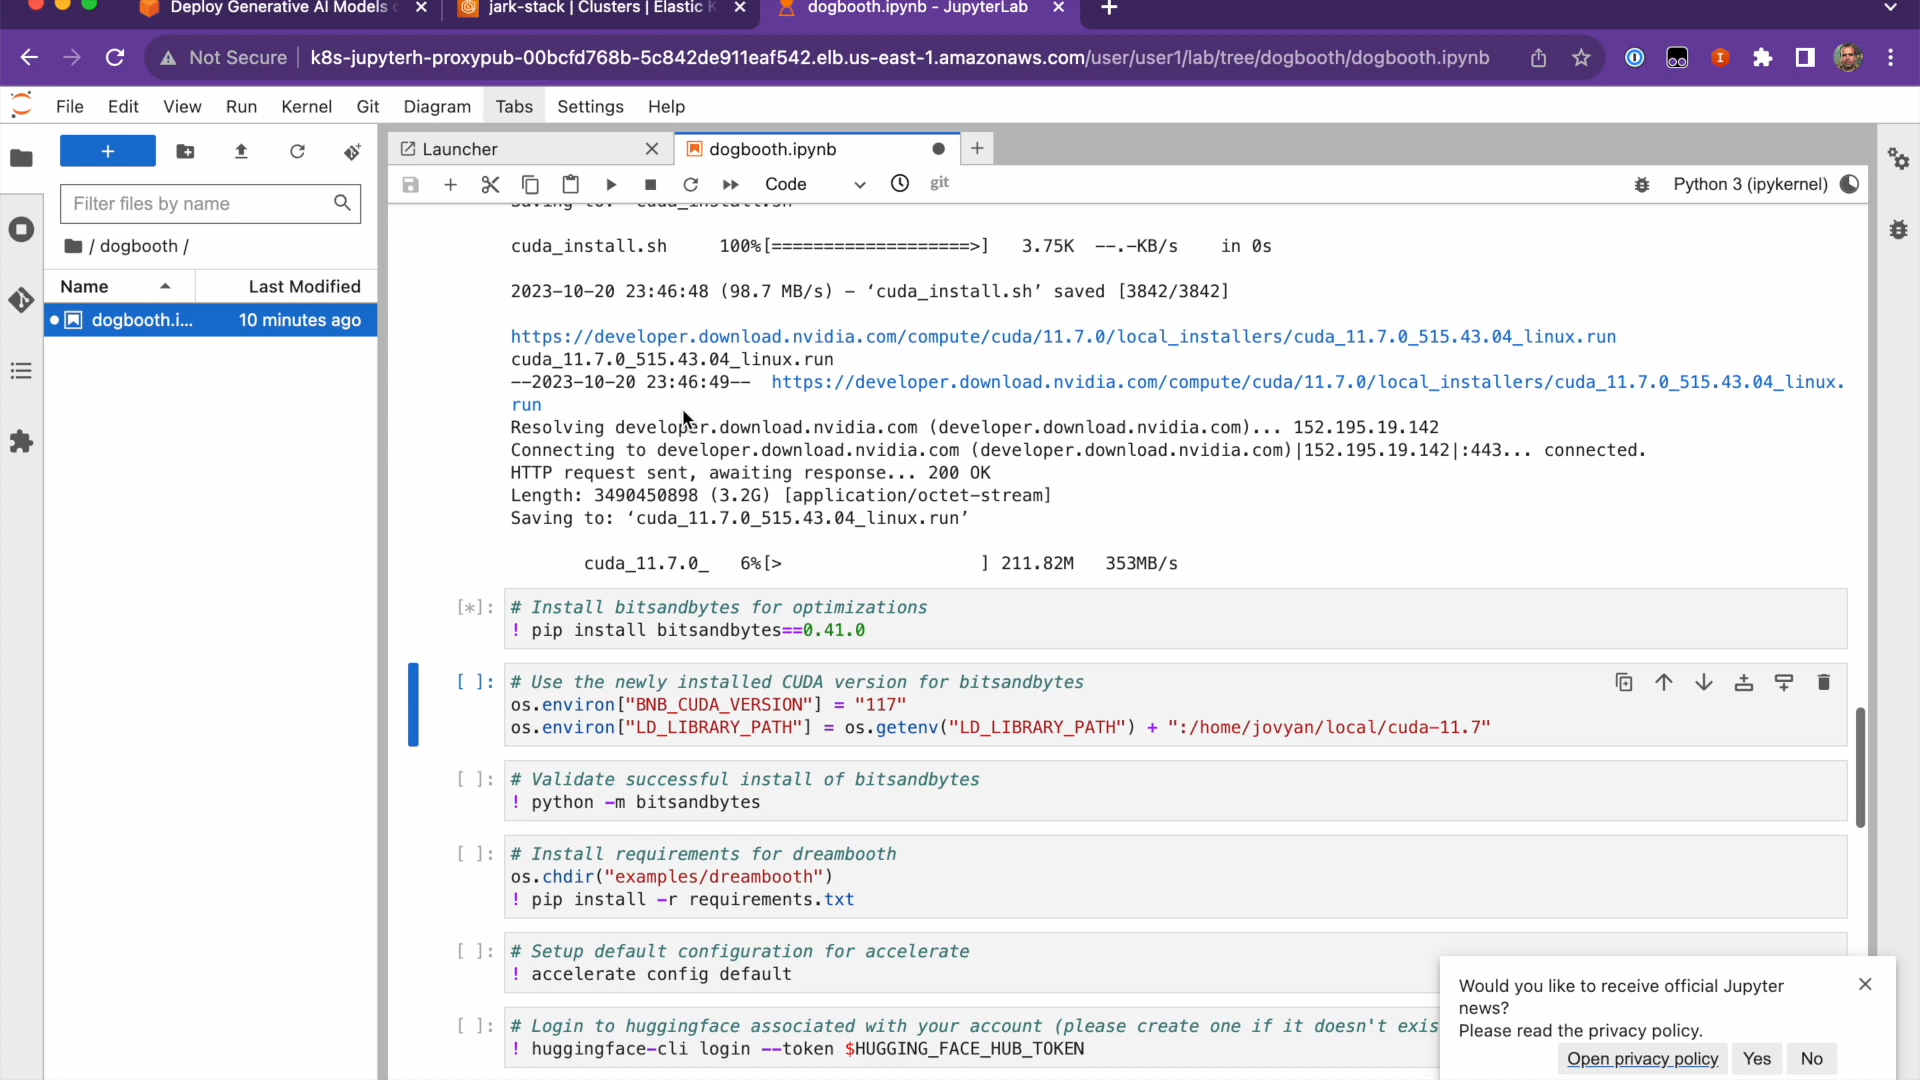 Deploy Generative AI Models
jark-stack | Clusters | Elastic K
dogbooth.ipynb - JupyterLab
Not Secure
k8s-jupyterh-proxypub-00bcfd768b-5c842de911eaf542.elb.us-east-1.amazonaws.com/user/user1/lab/tree/dogbooth/dogbooth.ipynb
File Edit View Run Kernel Git Diagram Tabs Settings Help
Launcher
dogbooth.ipynb
Code
git
Python 3 (ipykernel)
Filter files by name
/ dogbooth /
Name
Last Modified
dogbooth.i...
10 minutes ago
Saving to: ‘cuda_install.sh’
cuda_install.sh 100%[===================>] 3.75K --.-KB/s in 0s
2023-10-20 23:46:48 (98.7 MB/s) - ‘cuda_install.sh’ saved [3842/3842]
https://developer.download.nvidia.com/compute/cuda/11.7.0/local_installers/cuda_11.7.0_515.43.04_linux.run
cuda_11.7.0_515.43.04_linux.run
--2023-10-20 23:46:49-- https://developer.download.nvidia.com/compute/cuda/11.7.0/local_installers/cuda_11.7.0_515.43.04_linux.
run
Resolving developer.download.nvidia.com (developer.download.nvidia.com)... 152.195.19.142
Connecting to developer.download.nvidia.com (developer.download.nvidia.com)|152.195.19.142|:443... connected.
HTTP request sent, awaiting response... 200 OK
Length: 3490450898 (3.2G) [application/octet-stream]
Saving to: ‘cuda_11.7.0_515.43.04_linux.run’
cuda_11.7.0_ 6%[> ] 211.82M 353MB/s
[*]: # Install bitsandbytes for optimizations
! pip install bitsandbytes==0.41.0
[ ]: # Use the newly installed CUDA version for bitsandbytes
os.environ["BNB_CUDA_VERSION"] = "117"
os.environ["LD_LIBRARY_PATH"] = os.getenv("LD_LIBRARY_PATH") + ":/home/jovyan/local/cuda-11.7"
[ ]: # Validate successful install of bitsandbytes
! python -m bitsandbytes
[ ]: # Install requirements for dreambooth
os.chdir("examples/dreambooth")
! pip install -r requirements.txt
[ ]: # Setup default configuration for accelerate
! accelerate config default
[ ]: # Login to huggingface associated with your account (please create one if it doesn't exis
! huggingface-cli login --token $HUGGING_FACE_HUB_TOKEN
Would you like to receive official Jupyter
news?
Please read the privacy policy.
Open privacy policy
Yes
No